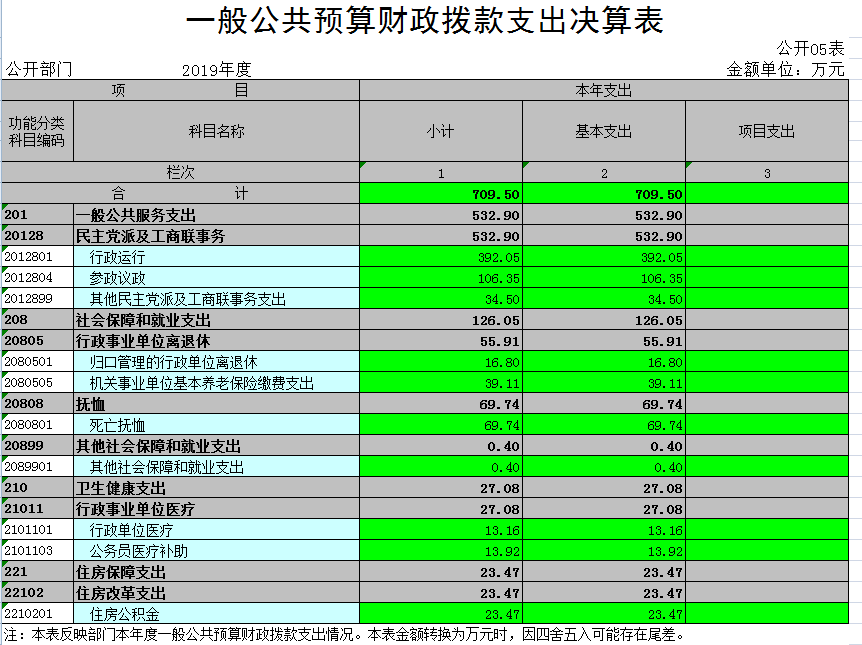 一般公共预算财政拨款支出决算表
公开05表
公开部门 2019年度 金额单位：万元
项 目 本年支出
功能分类科目编码 科目名称 小计 基本支出 项目支出
栏次 1 2 3
合 计 709.50 709.50
201 一般公共服务支出 532.90 532.90
20128 民主党派及工商联事务 532.90 532.90
2012801 行政运行 392.05 392.05
2012804 参政议政 106.35 106.35
2012899 其他民主党派及工商联事务支出 34.50 34.50
208 社会保障和就业支出 126.05 126.05
20805 行政事业单位离退休 55.91 55.91
2080501 归口管理的行政单位离退休 16.80 16.80
2080505 机关事业单位基本养老保险缴费支出 39.11 39.11
20808 抚恤 69.74 69.74
2080801 死亡抚恤 69.74 69.74
20899 其他社会保障和就业支出 0.40 0.40
2089901 其他社会保障和就业支出 0.40 0.40
210 卫生健康支出 27.08 27.08
21011 行政事业单位医疗 27.08 27.08
2101101 行政单位医疗 13.16 13.16
2101103 公务员医疗补助 13.92 13.92
221 住房保障支出 23.47 23.47
22102 住房改革支出 23.47 23.47
2210201 住房公积金 23.47 23.47
注：本表反映部门本年度一般公共预算财政拨款支出情况。本表金额转换为万元时，因四舍五入可能存在尾差。